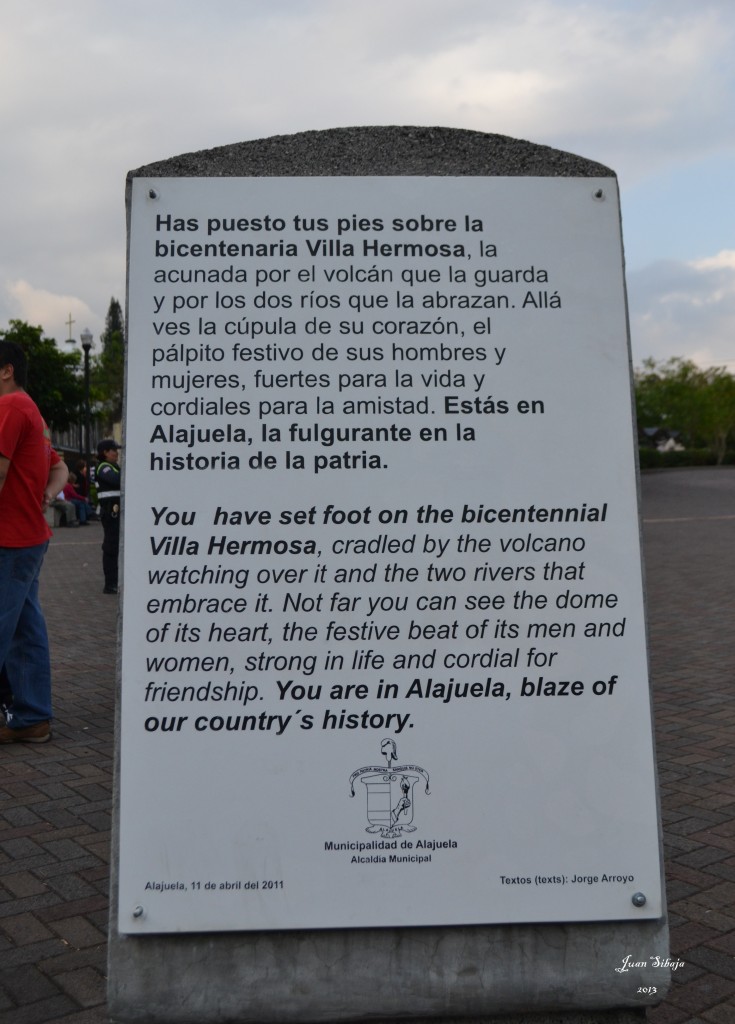 Has puesto tus pies sobre la
bicentenaria Villa Hermosa, la
acunada por el volcán que la guarda
y por los dos ríos que la abrazan. Allá
ves la cúpula de su corazón, el
pálpito festivo de sus hombres y
mujeres, fuertes para la vida y
cordiales para la amistad. Estás en
Alajuela, la fulgurante en la
historia de la patria.
You have set foot on the bicentennial
Villa Hermosa, cradled by the volcano
watching over it and the two rivers that
embrace it. Not far you can see the dome
of its heart, the festive beat of its men and
women, strong in life and cordial for
friendship. You are in Alajuela, blaze of
our country´s history.
Municipalidad de Alajuela
Alcaldía Municipal
Alajuela, 11 de abril del 2011
Textos (texts): Jorge Arroyo
Juan Sibaja
2013